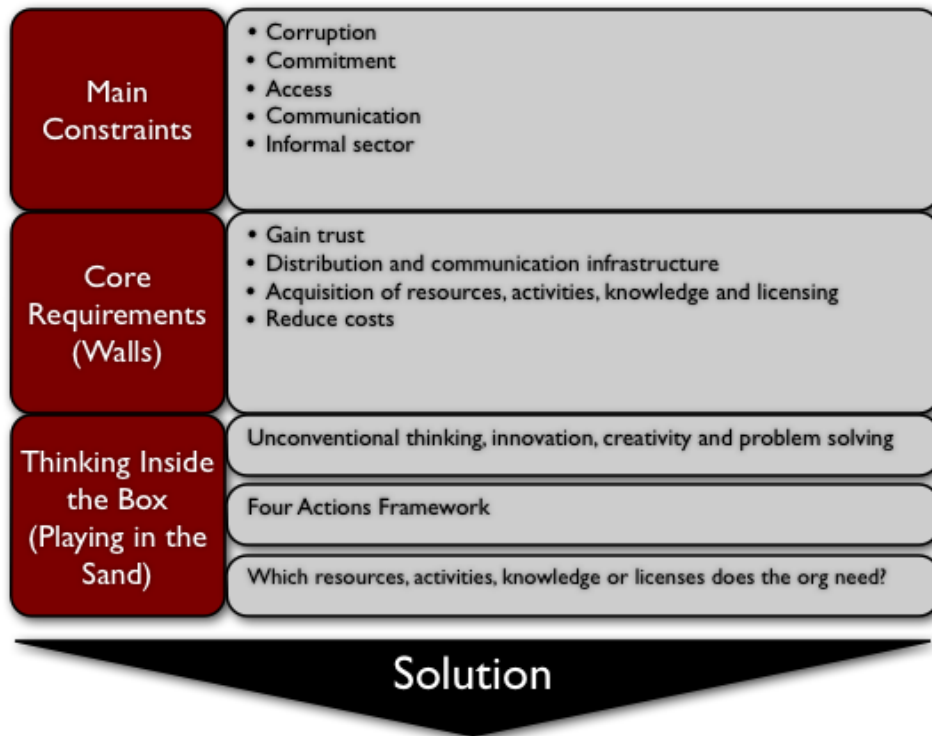 Main
Constraints
• Corruption
• Commitment
• Access
• Communication
• Informal sector
Core
Requirements
(Walls)
• Gain trust
• Distribution and communication infrastructure
• Acquisition of resources, activities, knowledge and licensing
• Reduce costs
Thinking Inside
the Box
(Playing in the
Sand)
Unconventional thinking, innovation, creativity and problem solving
Four Actions Framework
Which resources, activities, knowledge or licenses does the org need?
Solution